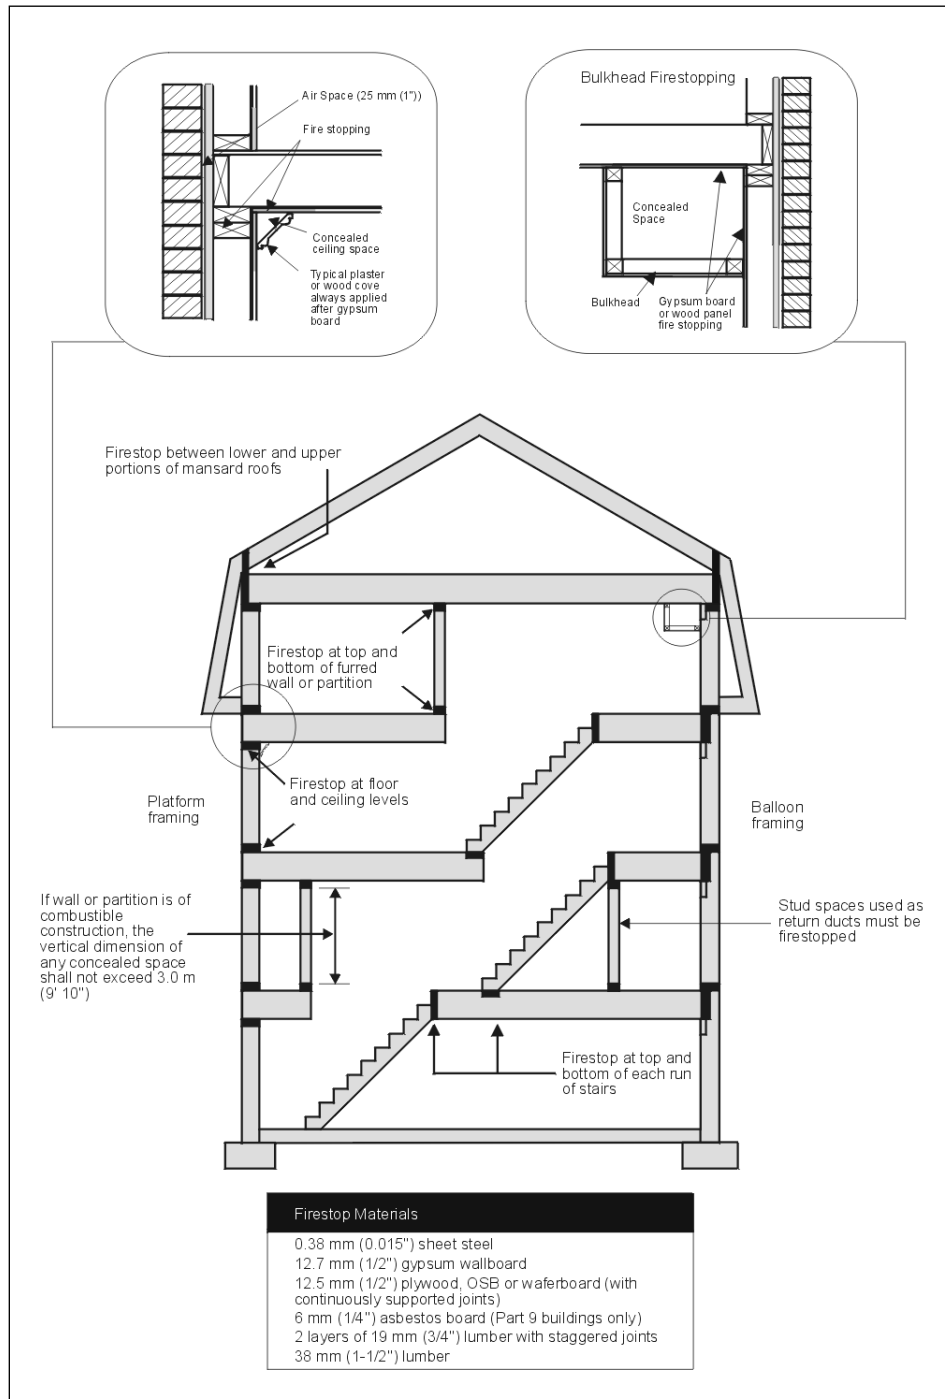 Air Space (25 mm (1"))
Fire stopping
Concealed
ceiling space
Typical plaster
or wood cove
always applied
after gypsum
board
Bulkhead Firestopping
Concealed
Space
Bulkhead
Gypsum board
or wood panel
fire stopping
Firestop between lower and upper
portions of mansard roofs
Firestop at top and
bottom of furred
wall or partition
Firestop at floor
and ceiling levels
Platform
framing
Balloon
framing
If wall or partition is of
combustible
construction, the
vertical dimension of
any concealed space
shall not exceed 3.0 m
(9' 10")
Stud spaces used as
return ducts must be
firestopped
Firestop at top and
bottom of each run
of stairs
Firestop Materials
0.38 mm (0.015") sheet steel
12.7 mm (1/2") gypsum wallboard
12.5 mm (1/2") plywood, OSB or waferboard (with
continuously supported joints)
6 mm (1/4") asbestos board (Part 9 buildings only)
2 layers of 19 mm (3/4") lumber with staggered joints
38 mm (1-1/2") lumber